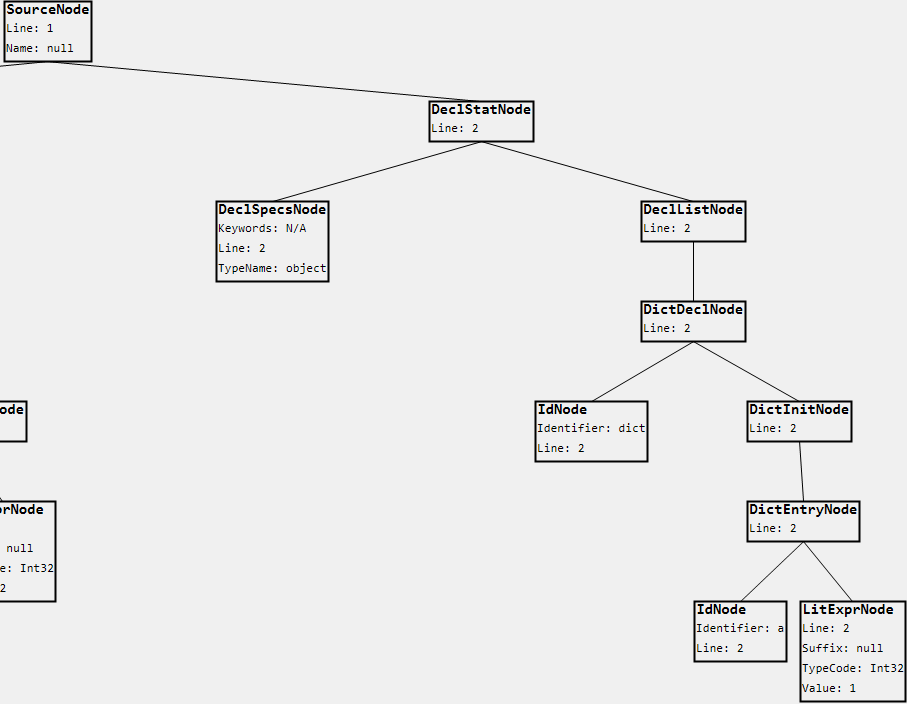 SourceNode
Line: 1
Name: null
DeclStatNode
Line: 2
DeclSpecsNode
Keywords: N/A
Line: 2
TypeName: object
DeclListNode
Line: 2
DictDeclNode
Line: 2
ode
IdNode
Identifier: dict
Line: 2
DictInitNode
Line: 2
rNode
null
e: Int32
2
DictEntryNode
Line: 2
IdNode
Identifier: a
Line: 2
LitExprNode
Line: 2
Suffix: null
TypeCode: Int32
Value: 1